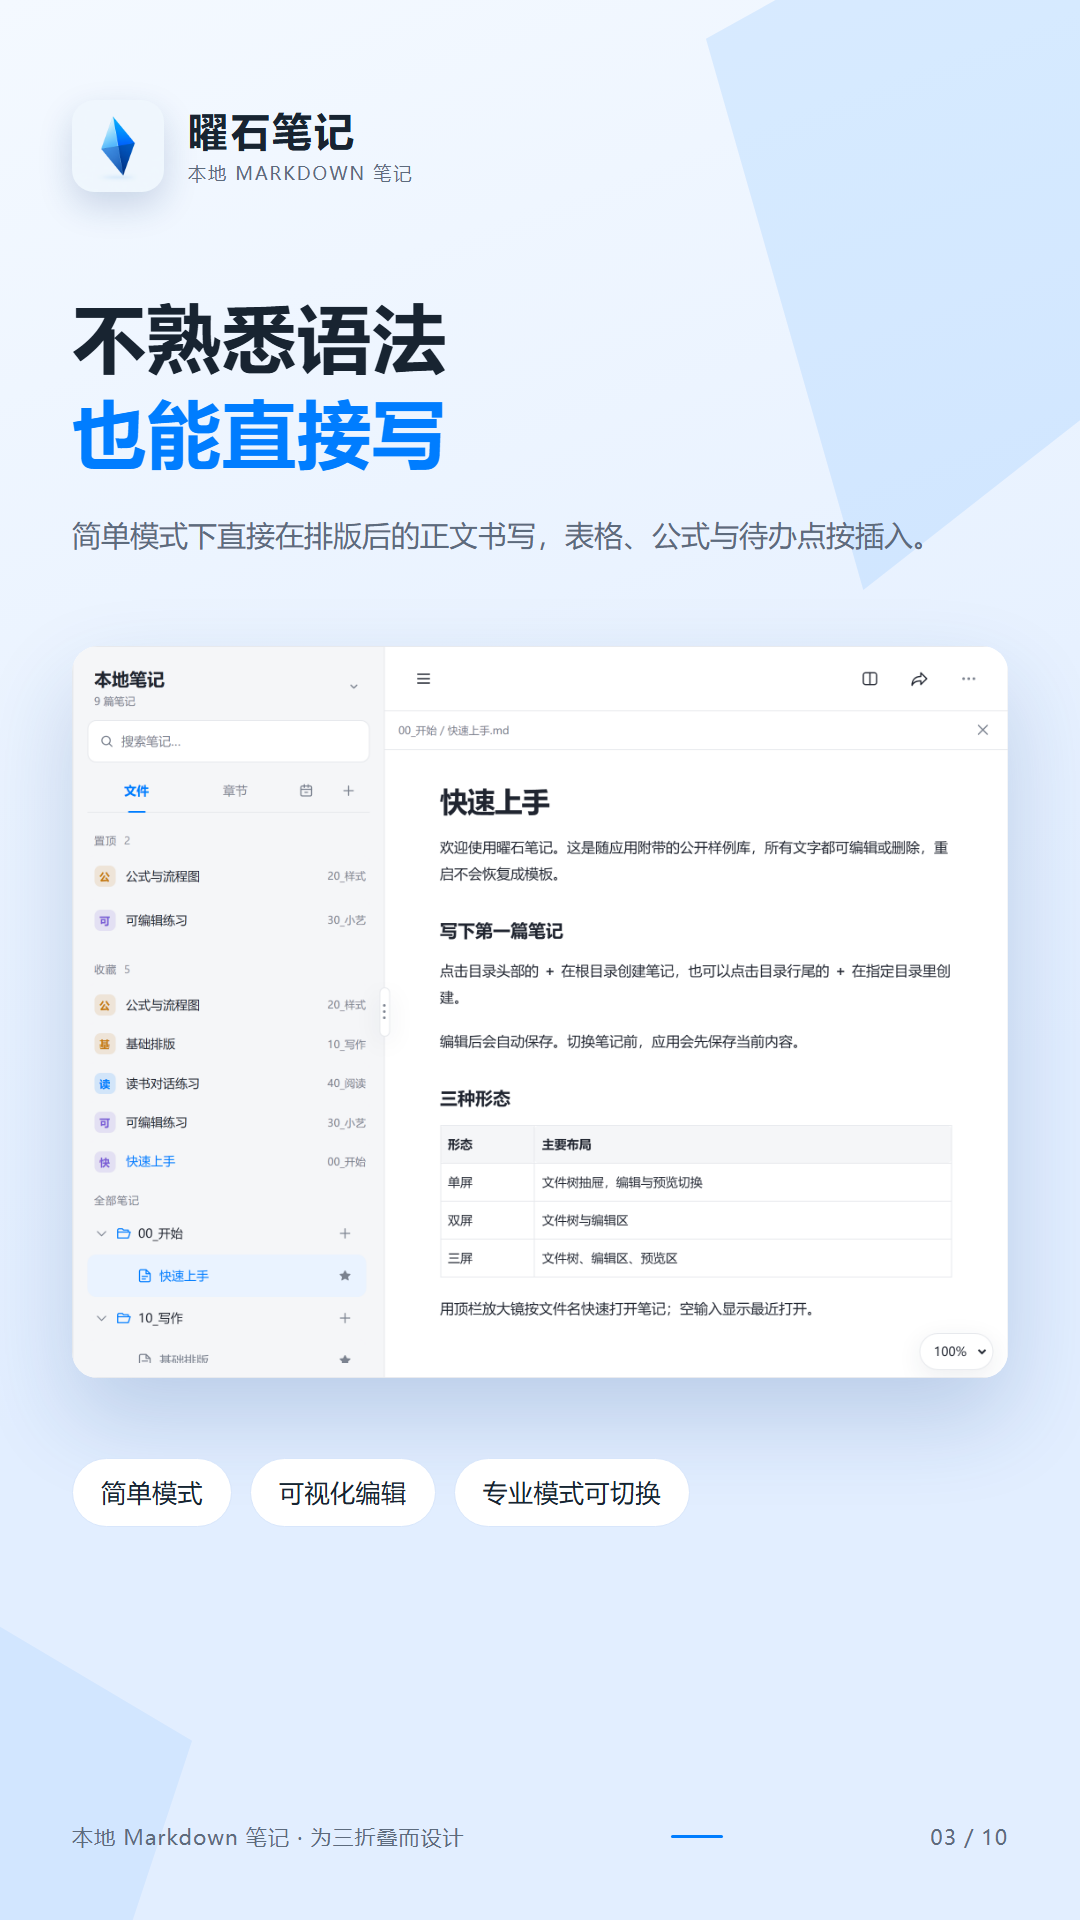 曜石笔记
本地 MARKDOWN 笔记
不熟悉语法
也能直接写
简单模式下直接在排版后的正文书写，表格、公式与待办点按插入。
本地笔记
9 篇笔记
搜索笔记...
文件 章节
置顶 2
公 公式与流程图 20_样式
可 可编辑练习 30_小艺
收藏 5
公 公式与流程图 20_样式
基 基础排版 10_写作
读 读书对话练习 40_阅读
可 可编辑练习 30_小艺
快 快速上手 00_开始
全部笔记
00_开始
快速上手
10_写作
基础排版
00_开始 / 快速上手.md
快速上手
欢迎使用曜石笔记。这是随应用附带的公开样例库，所有文字都可编辑或删除，重
启不会恢复成模板。
写下第一篇笔记
点击目录头部的 + 在根目录创建笔记，也可以点击目录行尾的 + 在指定目录里创
建。
编辑后会自动保存。切换笔记前，应用会先保存当前内容。
三种形态
形态 主要布局
单屏 文件树抽屉，编辑与预览切换
双屏 文件树与编辑区
三屏 文件树、编辑区、预览区
用顶栏放大镜按文件名快速打开笔记；空输入显示最近打开。
100%
简单模式 可视化编辑 专业模式可切换
本地 Markdown 笔记 · 为三折叠而设计
03 / 10